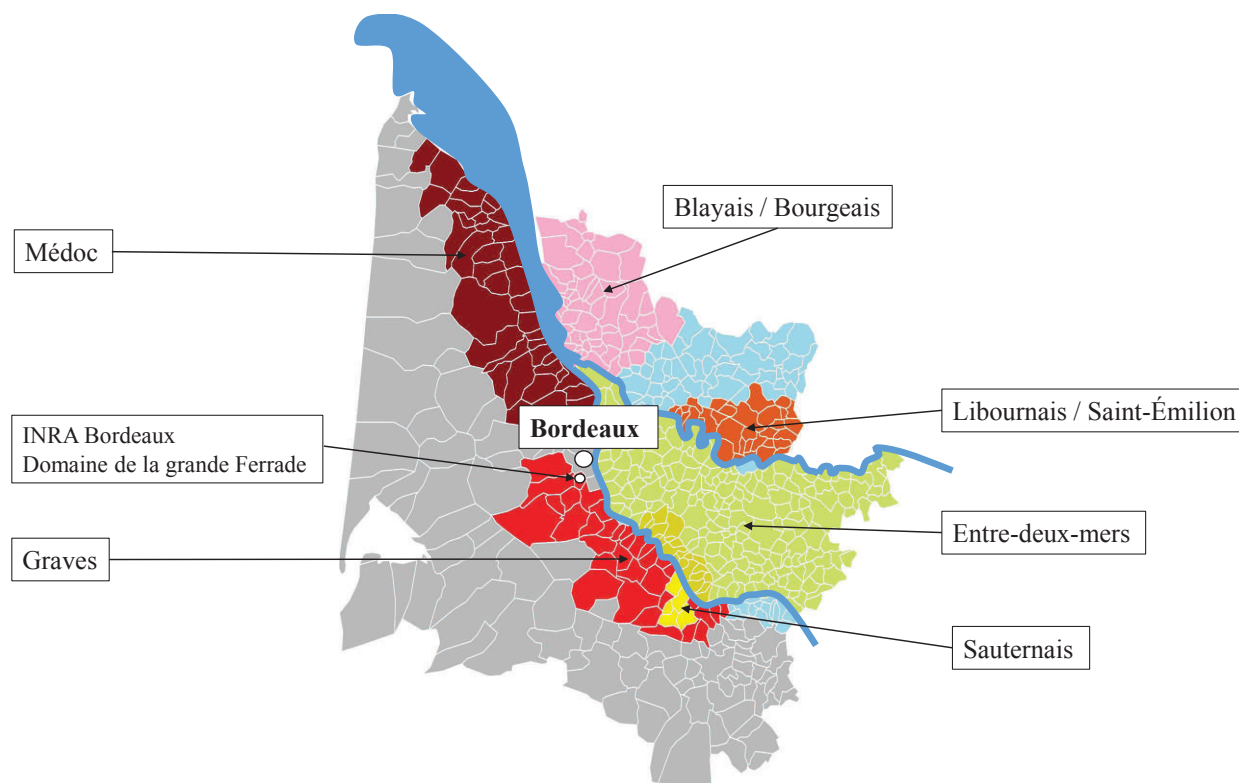 Blayais / Bourgeais
Médoc
Libournais / Saint-Émilion
Bordeaux
INRA Bordeaux
Domaine de la grande Ferrade
Entre-deux-mers
Graves
Sauternais